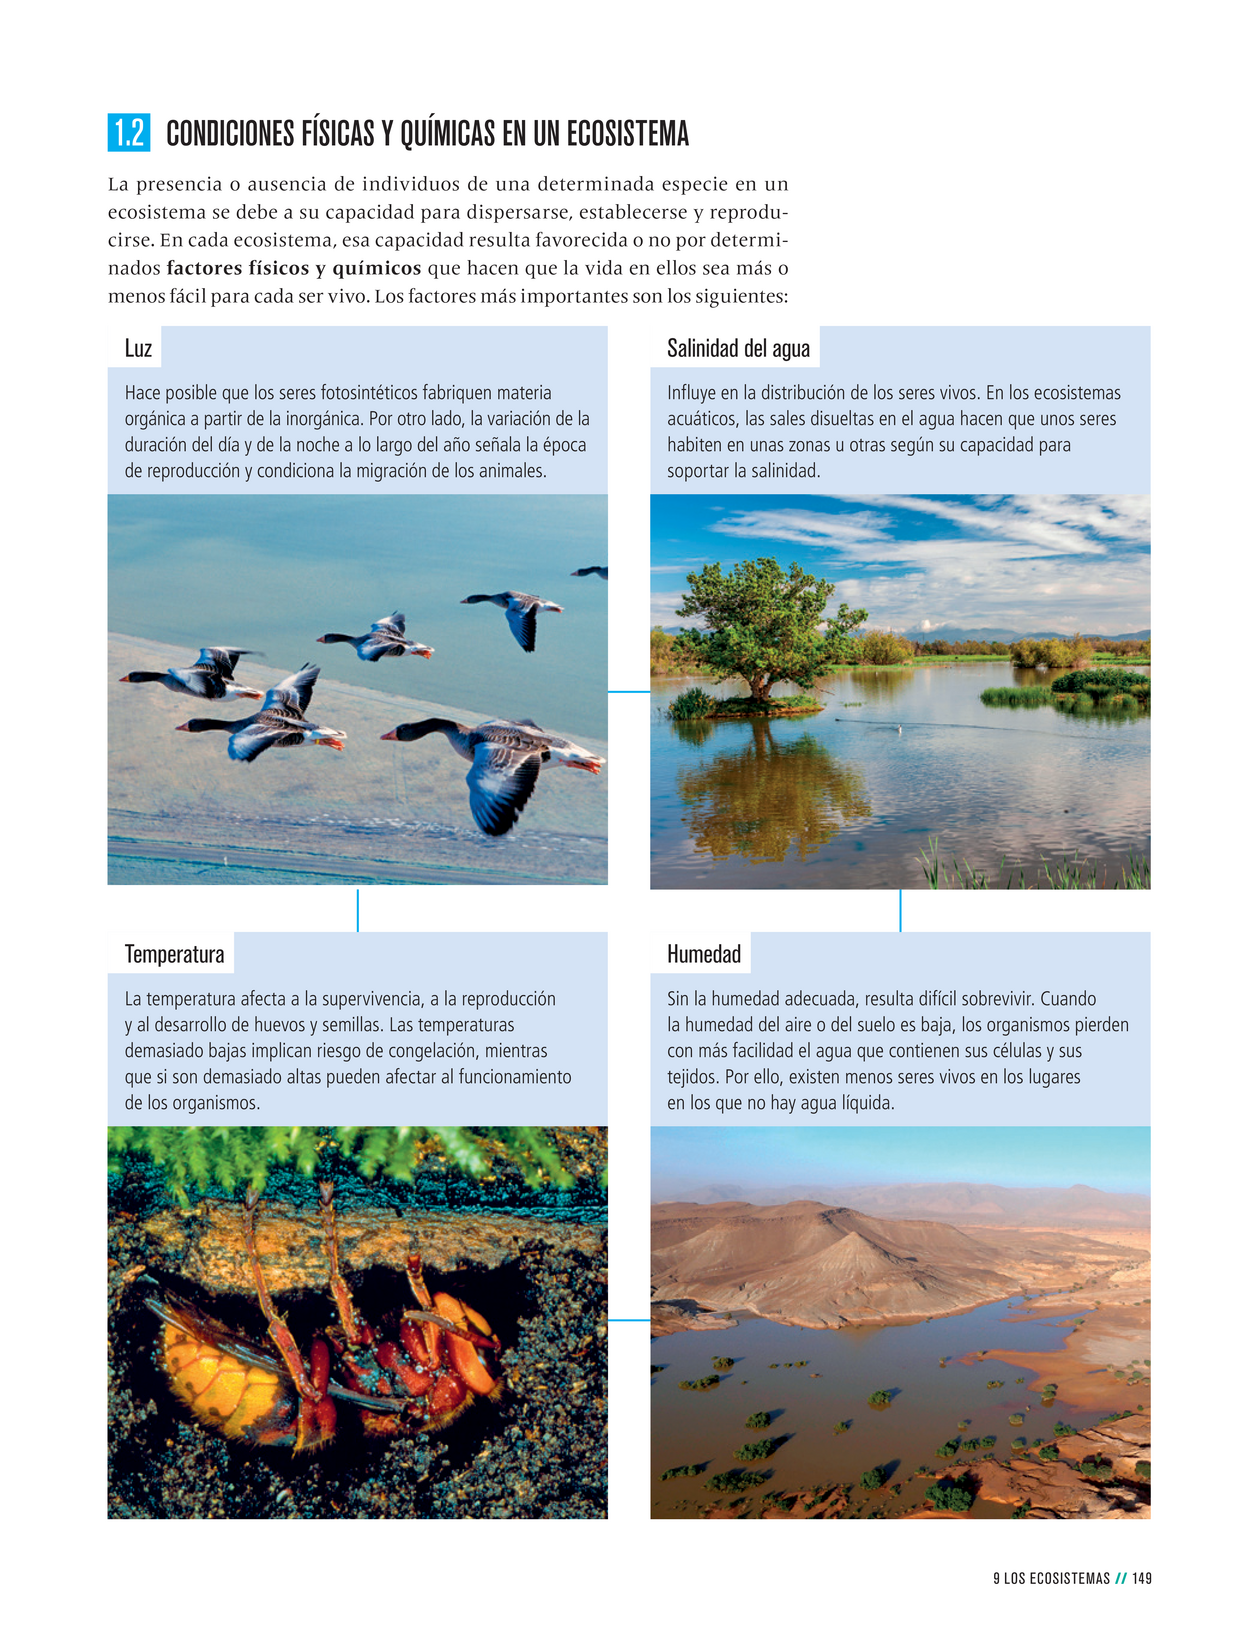 1.2 CONDICIONES FÍSICAS Y QUÍMICAS EN UN ECOSISTEMA
La presencia o ausencia de individuos de una determinada especie en un
ecosistema se debe a su capacidad para dispersarse, establecerse y reprodu-
cirse. En cada ecosistema, esa capacidad resulta favorecida o no por determi-
nados factores físicos y químicos que hacen que la vida en ellos sea más o
menos fácil para cada ser vivo. Los factores más importantes son los siguientes:
Luz
Hace posible que los seres fotosintéticos fabriquen materia
orgánica a partir de la inorgánica. Por otro lado, la variación de la
duración del día y de la noche a lo largo del año señala la época
de reproducción y condiciona la migración de los animales.
Salinidad del agua
Influye en la distribución de los seres vivos. En los ecosistemas
acuáticos, las sales disueltas en el agua hacen que unos seres
habiten en unas zonas u otras según su capacidad para
soportar la salinidad.
Temperatura
La temperatura afecta a la supervivencia, a la reproducción
y al desarrollo de huevos y semillas. Las temperaturas
demasiado bajas implican riesgo de congelación, mientras
que si son demasiado altas pueden afectar al funcionamiento
de los organismos.
Humedad
Sin la humedad adecuada, resulta difícil sobrevivir. Cuando
la humedad del aire o del suelo es baja, los organismos pierden
con más facilidad el agua que contienen sus células y sus
tejidos. Por ello, existen menos seres vivos en los lugares
en los que no hay agua líquida.
9 LOS ECOSISTEMAS // 149